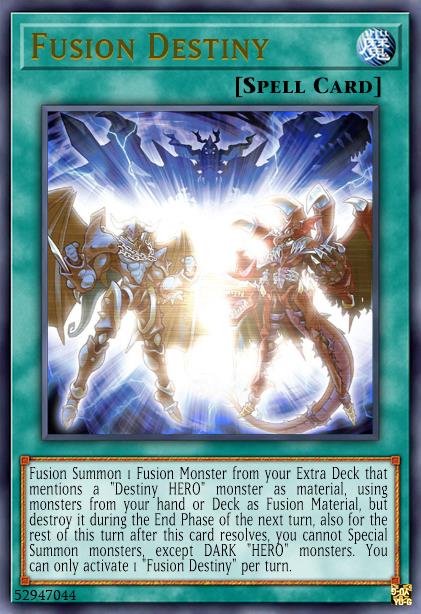 Fusion Destiny
魔
[Spell Card]
Fusion Summon 1 Fusion Monster from your Extra Deck that
mentions a "Destiny HERO" monster as material, using
monsters from your hand or Deck as Fusion Material, but
destroy it during the End Phase of the next turn, also for the
rest of this turn after this card resolves, you cannot Special
Summon monsters, except DARK "HERO" monsters. You
can only activate 1 "Fusion Destiny" per turn.
52947044